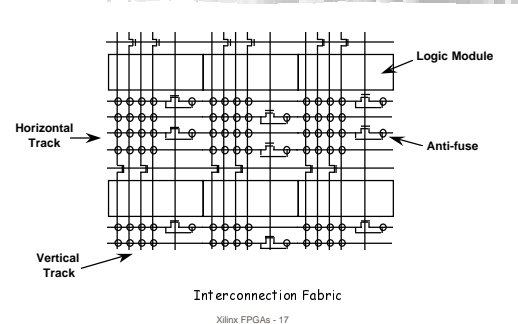 Logic Module
Horizontal
Track
Anti-fuse
Vertical
Track
Interconnection Fabric
Xilinx FPGAs - 17